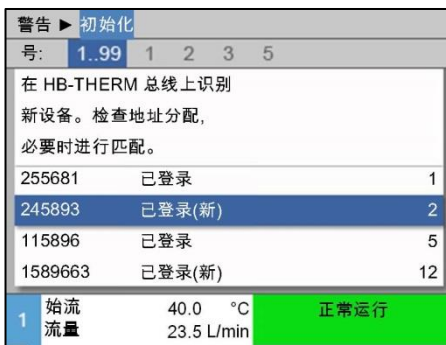 警告 ► 初始化
号: 1..99 1 2 3 5
在 HB-THERM 总线上识别
新设备。检查地址分配,
必要时进行匹配。
255681 已登录 1
245893 已登录(新) 2
115896 已登录 5
1589663 已登录(新) 12
1 始流 40.0 °C 正常运行
流量 23.5 L/min